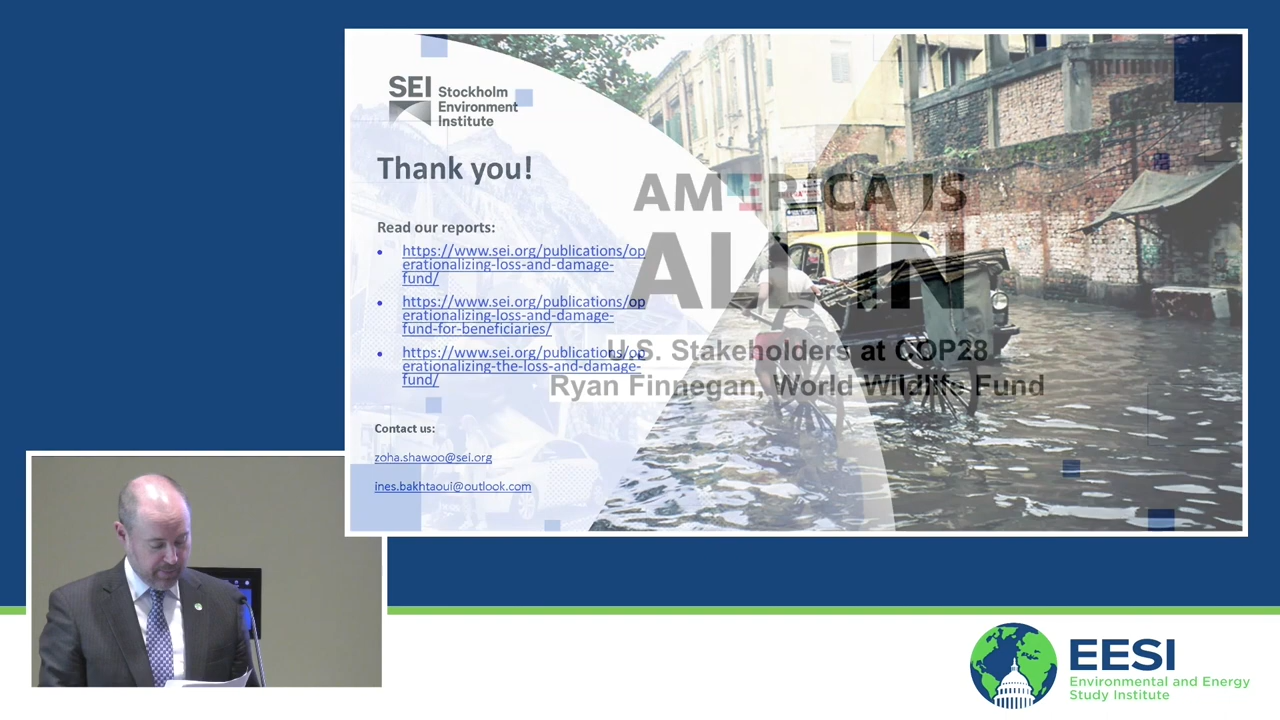 SEI Stockholm
Environment
Institute
Thank you!
Read our reports:
• https://www.sei.org/publications/op
erationalizing-loss-and-damage-
fund/
• https://www.sei.org/publications/op
erationalizing-loss-and-damage-
fund-for-beneficiaries/
• https://www.sei.org/publications/op
erationalizing-the-loss-and-damage-
fund/
Contact us:
zoha.shawoo@sei.org
ines.bakhtaoui@outlook.com
AMERICA IS
ALL IN
U.S. Stakeholders at COP28
Ryan Finnegan, World Wildlife Fund
EESI
Environmental and Energy
Study Institute